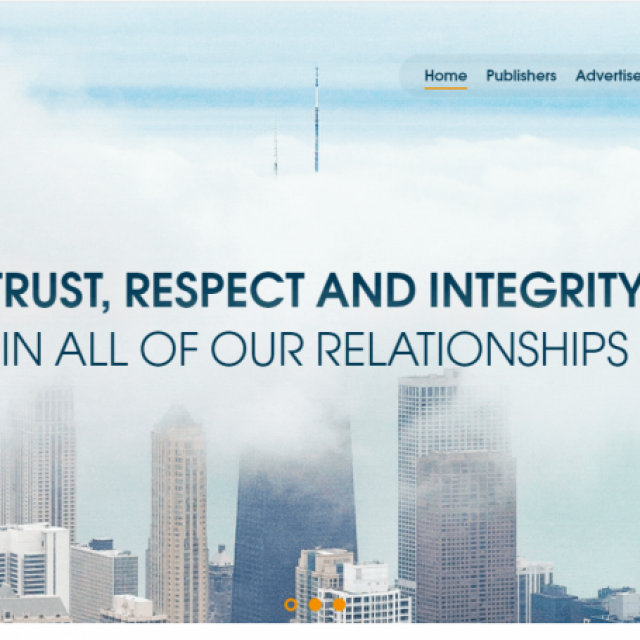 Home Publishers Advertise
TRUST, RESPECT AND INTEGRITY
IN ALL OF OUR RELATIONSHIPS